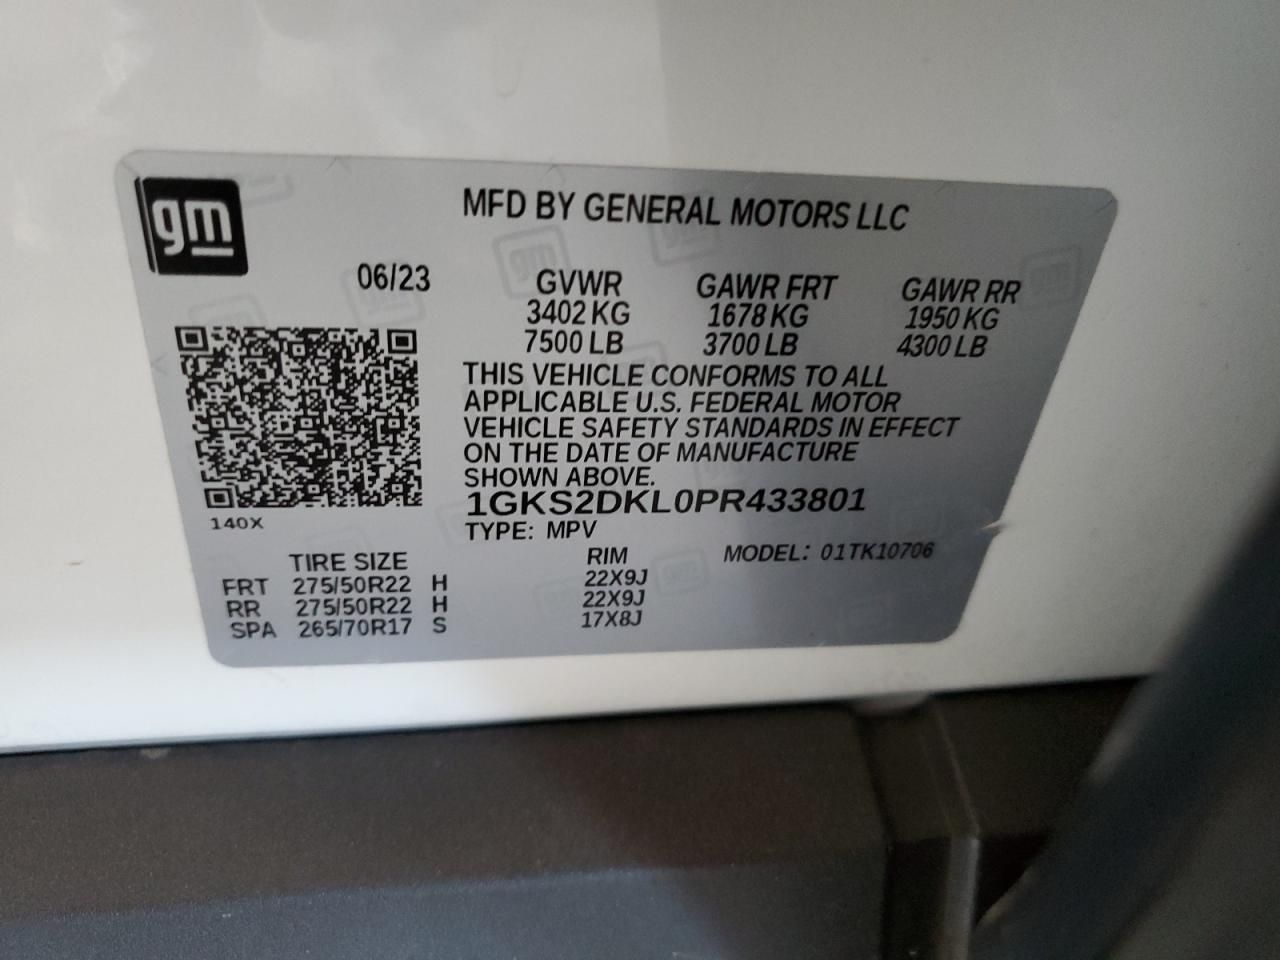 gm
MFD BY GENERAL MOTORS LLC
06/23
GVWR GAWR FRT GAWR RR
3402 KG 1678 KG 1950 KG
7500 LB 3700 LB 4300 LB
THIS VEHICLE CONFORMS TO ALL
APPLICABLE U.S. FEDERAL MOTOR
VEHICLE SAFETY STANDARDS IN EFFECT
ON THE DATE OF MANUFACTURE
SHOWN ABOVE.
1GKS2DKL0PR433801
140X
TYPE: MPV
TIRE SIZE RIM MODEL: 01TK10706
FRT 275/50R22 H 22X9J
RR 275/50R22 H 22X9J
SPA 265/70R17 S 17X8J